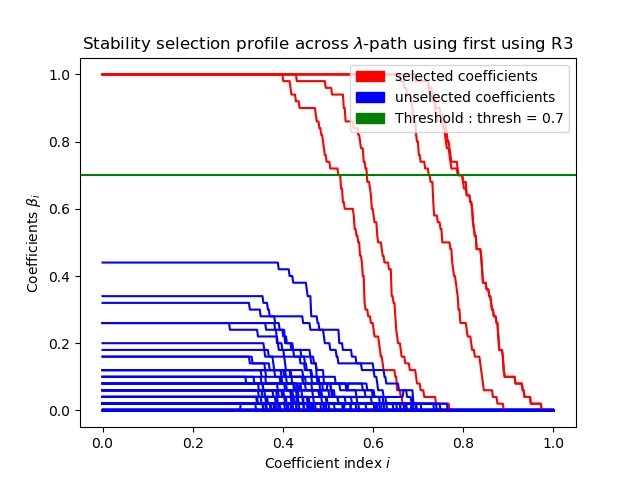 Stability selection profile across λ-path using first using R3
selected coefficients
unselected coefficients
Threshold : thresh = 0.7
Coefficients βi
1.0
0.8
0.6
0.4
0.2
0.0
0.0 0.2 0.4 0.6 0.8 1.0
Coefficient index i